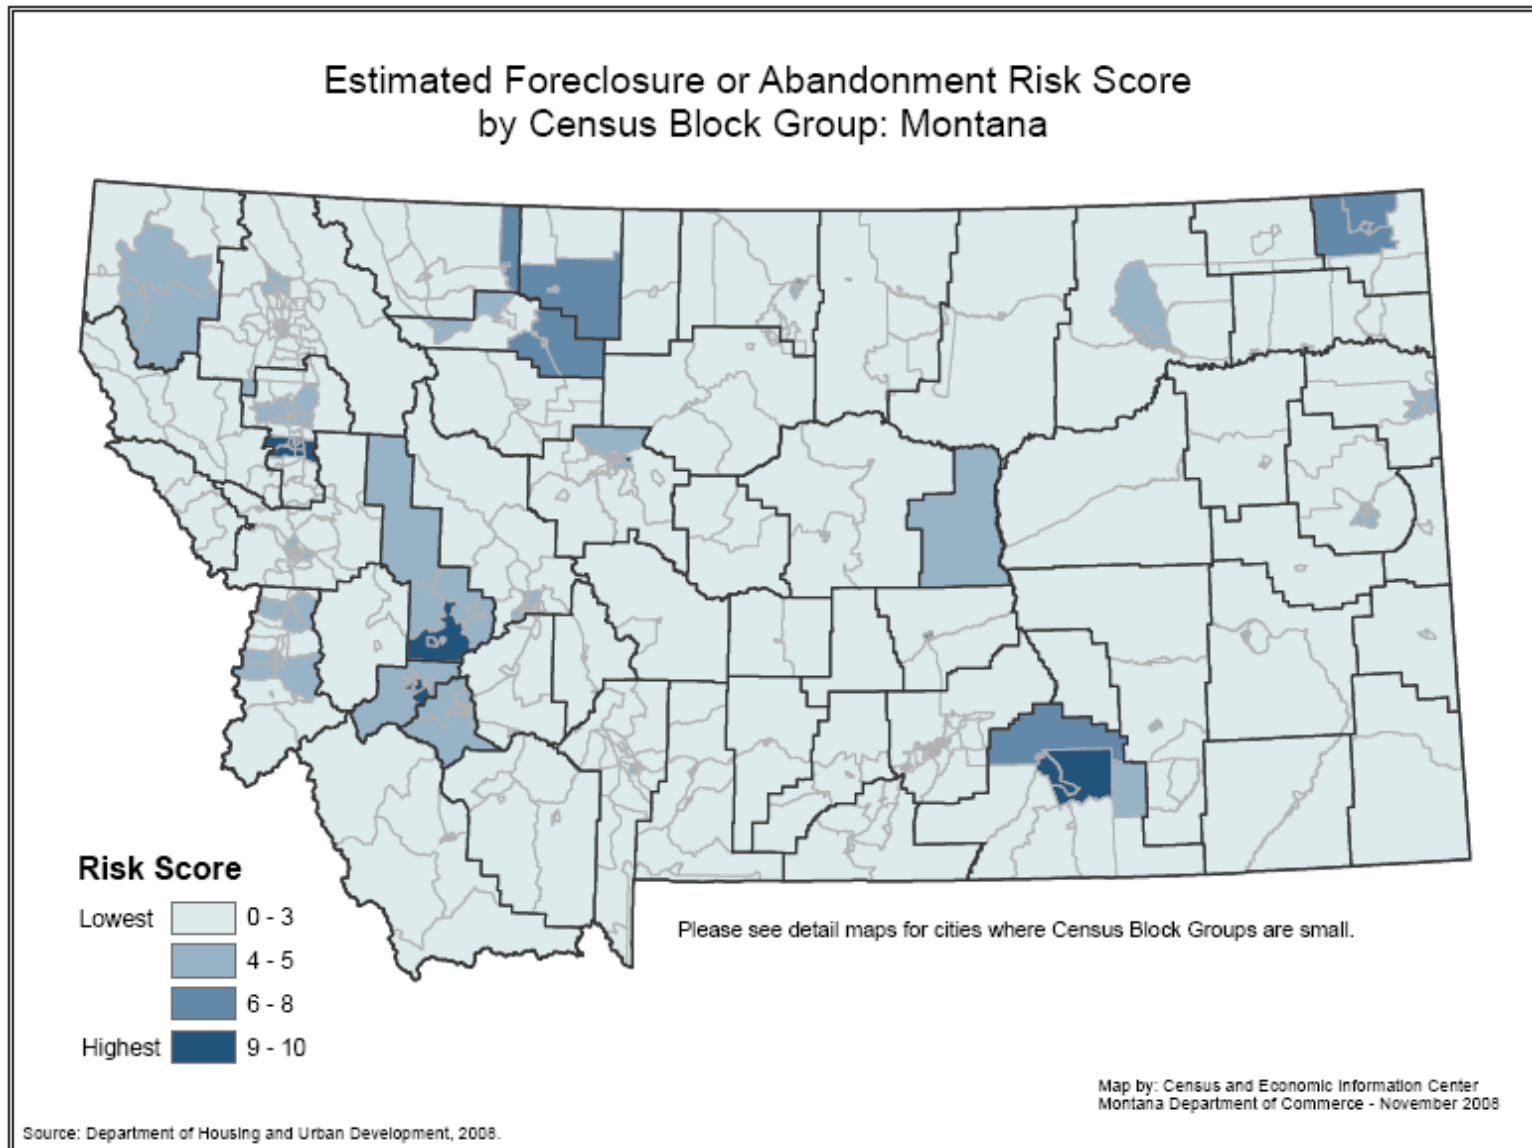 Estimated Foreclosure or Abandonment Risk Score
by Census Block Group: Montana
Risk Score
Lowest 0 - 3
4 - 5
6 - 8
Highest 9 - 10
Please see detail maps for cities where Census Block Groups are small.
Map by: Census and Economic Information Center
Montana Department of Commerce - November 2008
Source: Department of Housing and Urban Development, 2008.